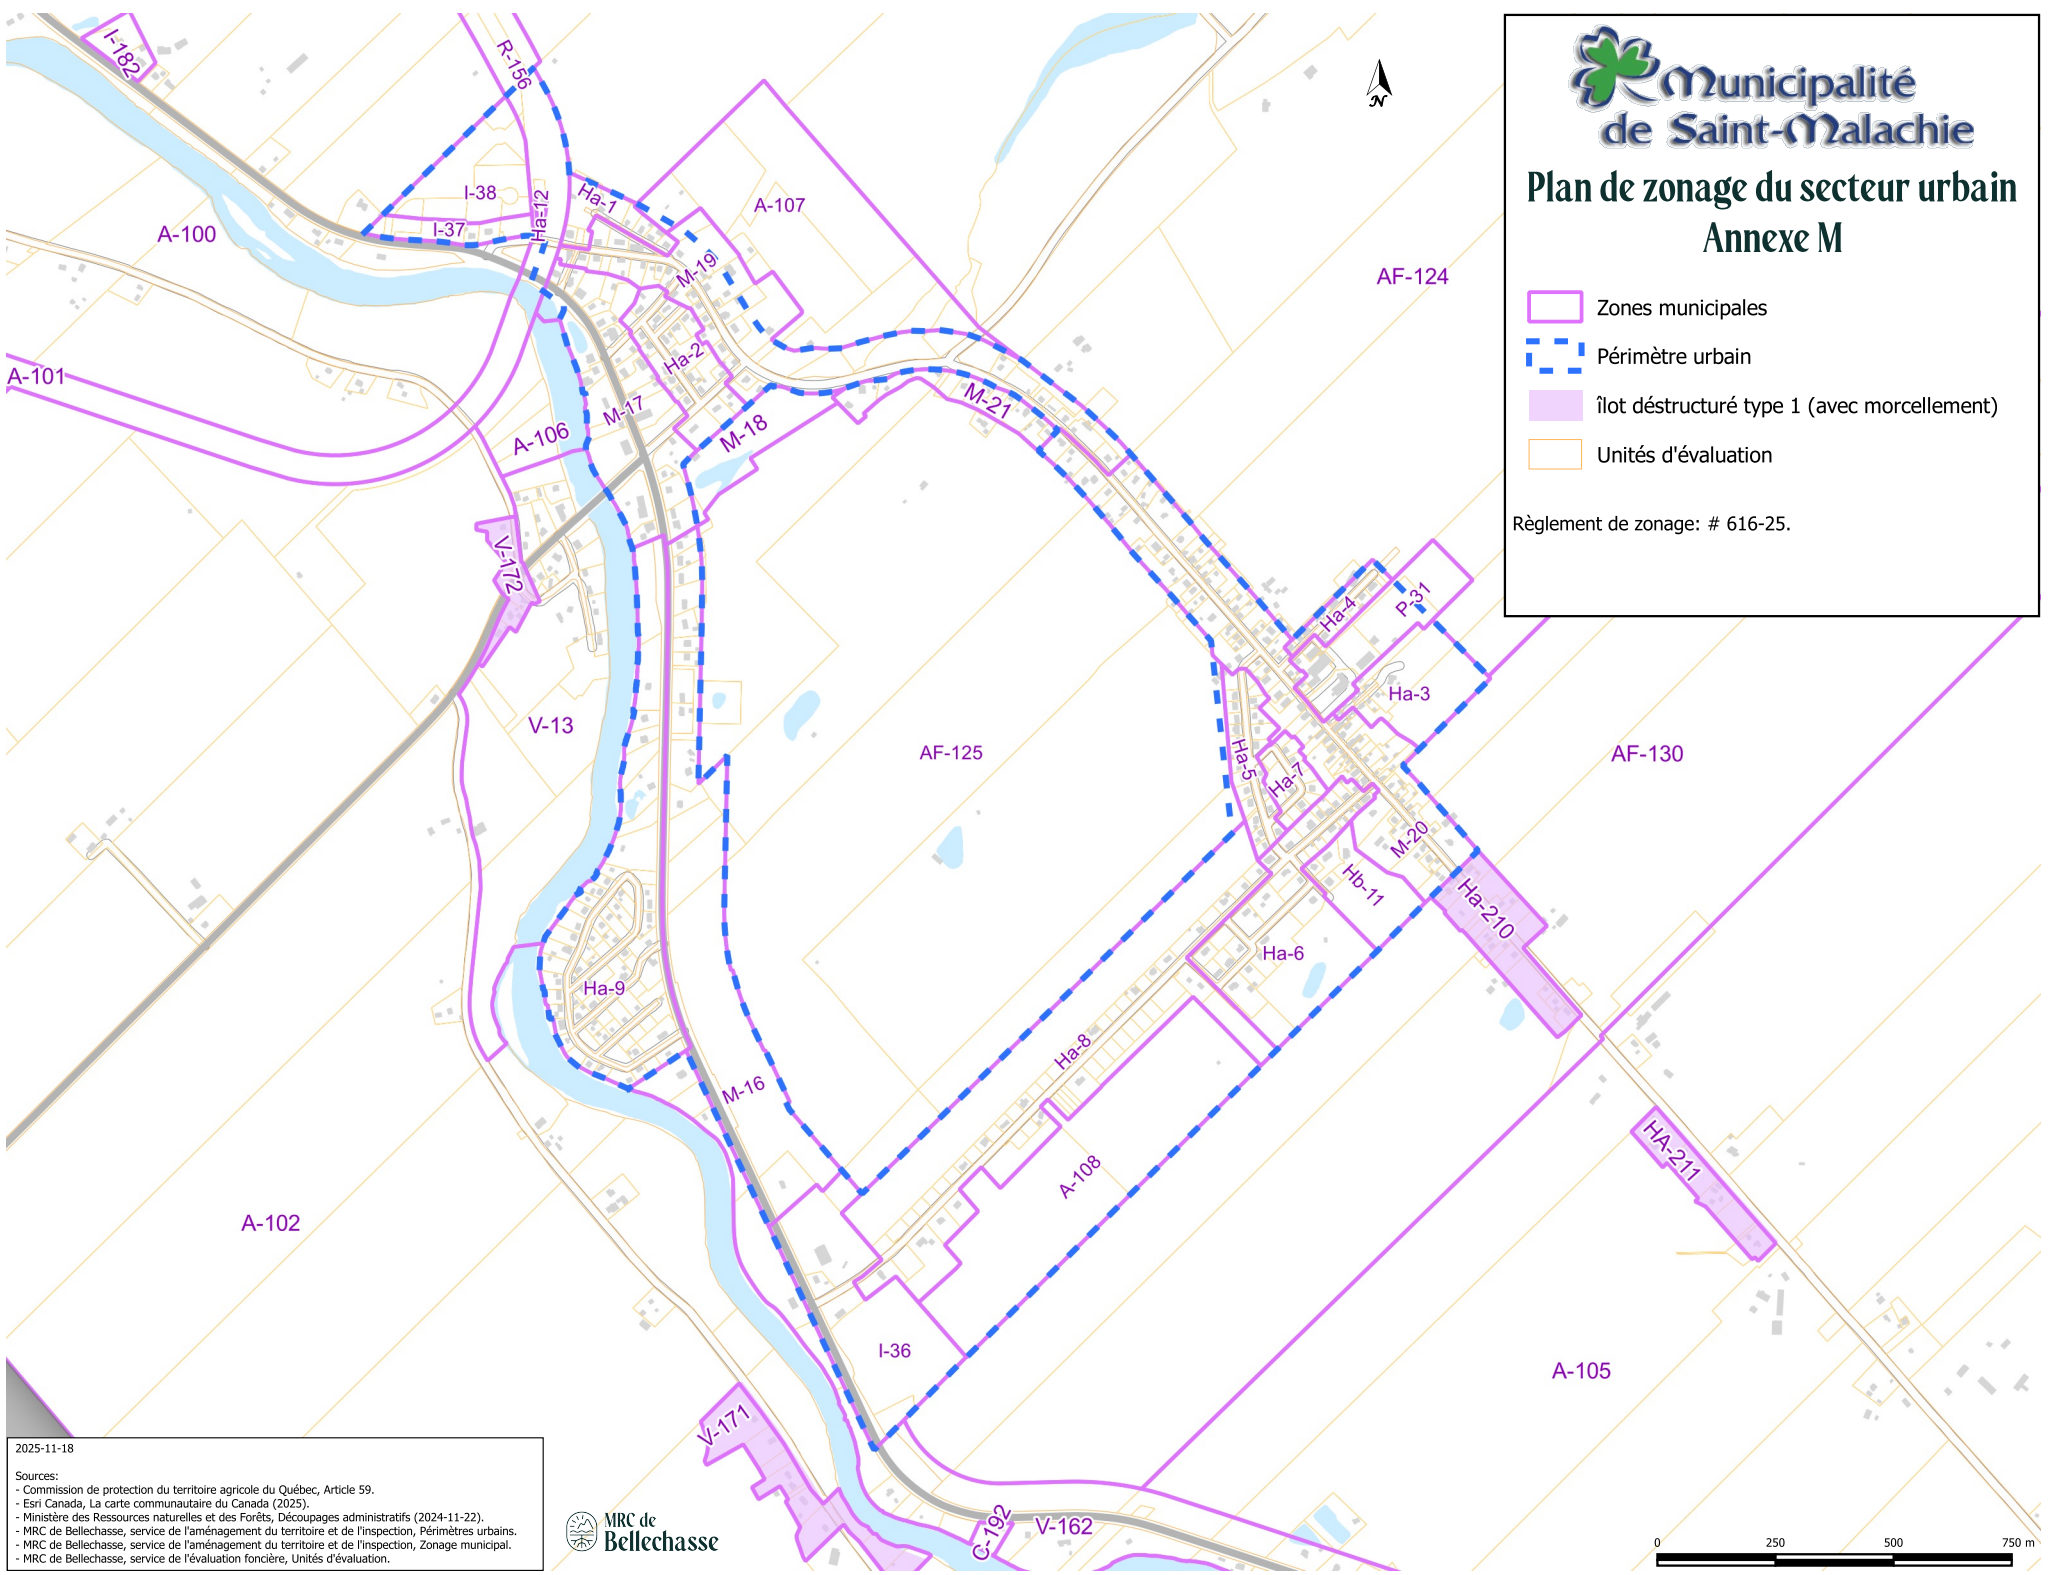 Municipalité
de Saint-Malachie
Plan de zonage du secteur urbain
Annexe M
Zones municipales
Périmètre urbain
îlot déstructuré type 1 (avec morcellement)
Unités d'évaluation
Règlement de zonage: # 616-25.
N
I-182
R-156
I-38
Ha-12
Ha-1
A-107
I-37
A-100
M-19
AF-124
A-101
Ha-2
M-17
M-21
M-18
A-106
V-172
Ha-4
P-31
Ha-3
V-13
AF-125
Ha-5
Ha-7
AF-130
M-20
Hb-11
Ha-210
Ha-6
Ha-9
Ha-8
M-16
HA-211
A-108
A-102
I-36
A-105
V-171
C-192
V-162
2025-11-18
Sources:
- Commission de protection du territoire agricole du Québec, Article 59.
- Esri Canada, La carte communautaire du Canada (2025).
- Ministère des Ressources naturelles et des Forêts, Découpages administratifs (2024-11-22).
- MRC de Bellechasse, service de l'aménagement du territoire et de l'inspection, Périmètres urbains.
- MRC de Bellechasse, service de l'aménagement du territoire et de l'inspection, Zonage municipal.
- MRC de Bellechasse, service de l'évaluation foncière, Unités d'évaluation.
MRC de
Bellechasse
0 250 500 750 m